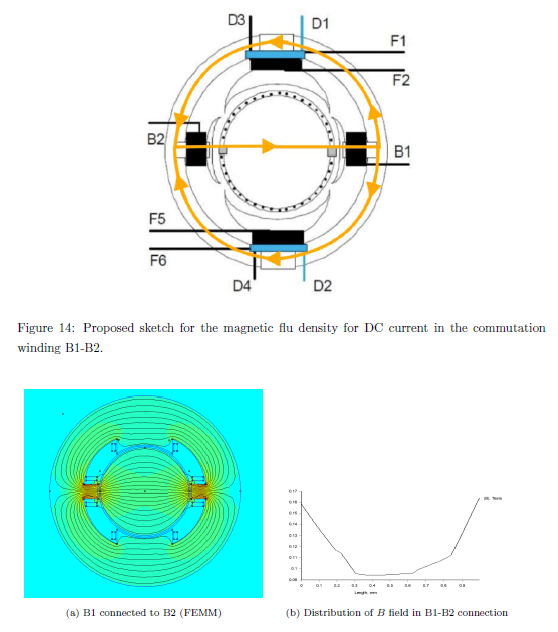 D3 D1
F1
F2
B2
B1
F5
F6
D4 D2
Figure 14: Proposed sketch for the magnetic flu density for DC current in the commutation
winding B1-B2.
0.17
0.16
0.15
0.14
0.13
0.12
0.11
0.1
0.09
|B|, Tesla
0 0.1 0.2 0.3 0.4 0.5 0.6 0.7 0.8 0.9
Length, mm
(a) B1 connected to B2 (FEMM)
(b) Distribution of B field in B1-B2 connection